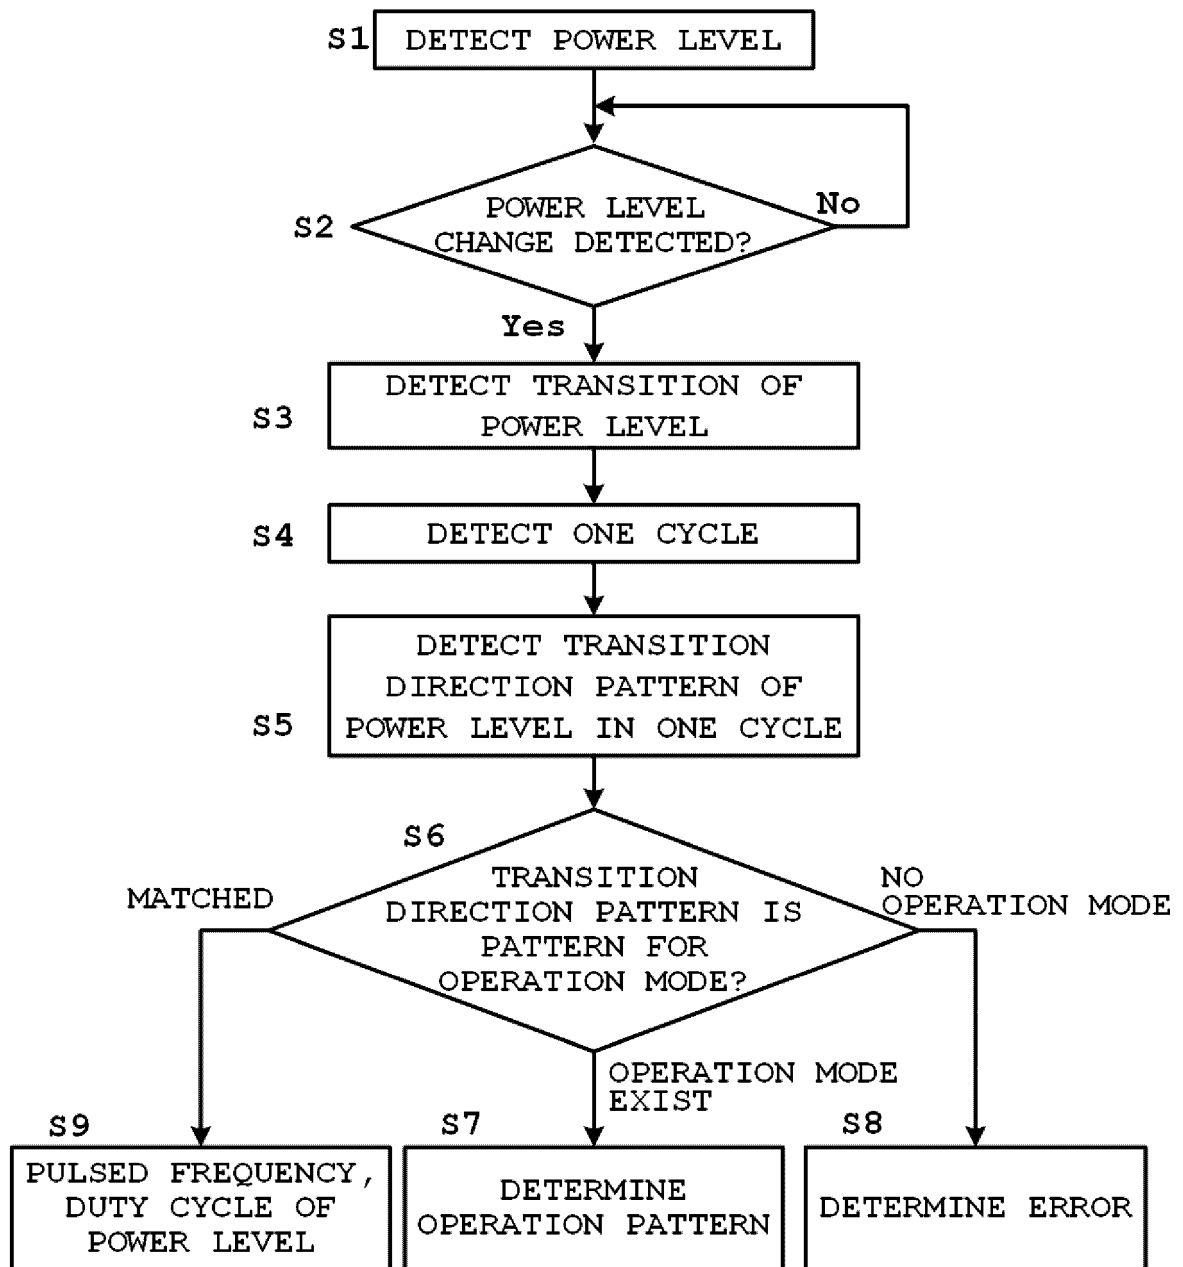 S1
DETECT POWER LEVEL
S2
POWER LEVEL
CHANGE DETECTED?
No
Yes
S3
DETECT TRANSITION OF
POWER LEVEL
S4
DETECT ONE CYCLE
S5
DETECT TRANSITION
DIRECTION PATTERN OF
POWER LEVEL IN ONE CYCLE
S6
TRANSITION
DIRECTION PATTERN IS
PATTERN FOR
OPERATION MODE?
MATCHED
NO
OPERATION MODE
OPERATION MODE
EXIST
S9
PULSED FREQUENCY,
DUTY CYCLE OF
POWER LEVEL
S7
DETERMINE
OPERATION PATTERN
S8
DETERMINE ERROR